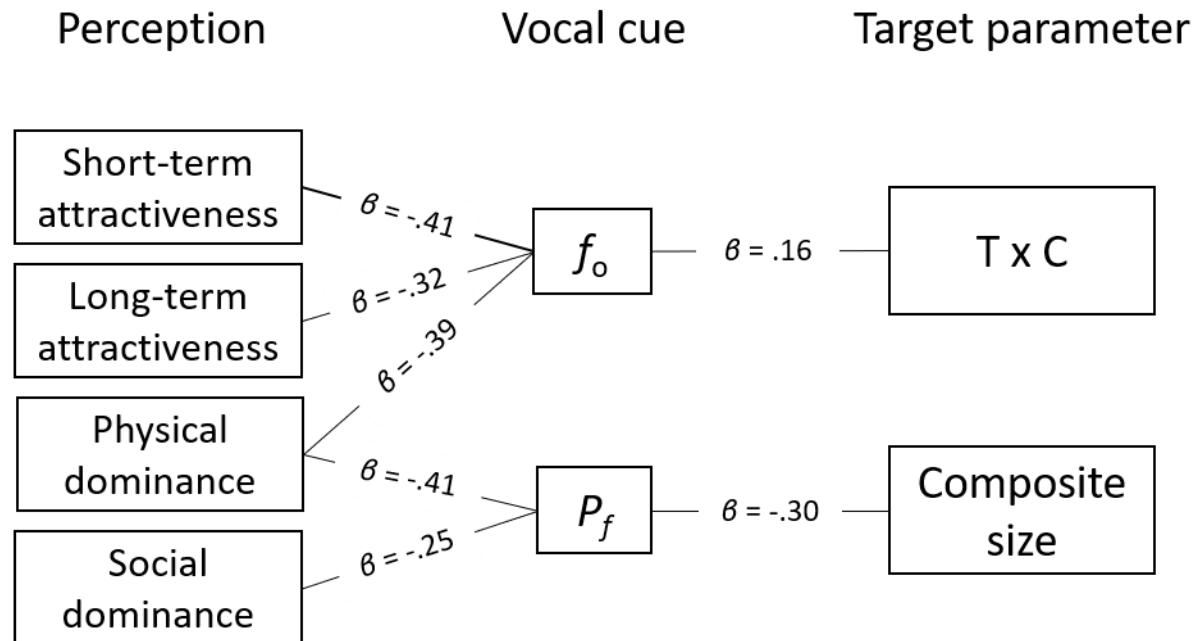 Perception
Vocal cue
Target parameter
Short-term
attractiveness
Long-term
attractiveness
Physical
dominance
Social
dominance
β = -.41
β = -.32
β = -.39
β = -.41
β = -.25
fo
Pf
β = .16
β = -.30
T x C
Composite
size